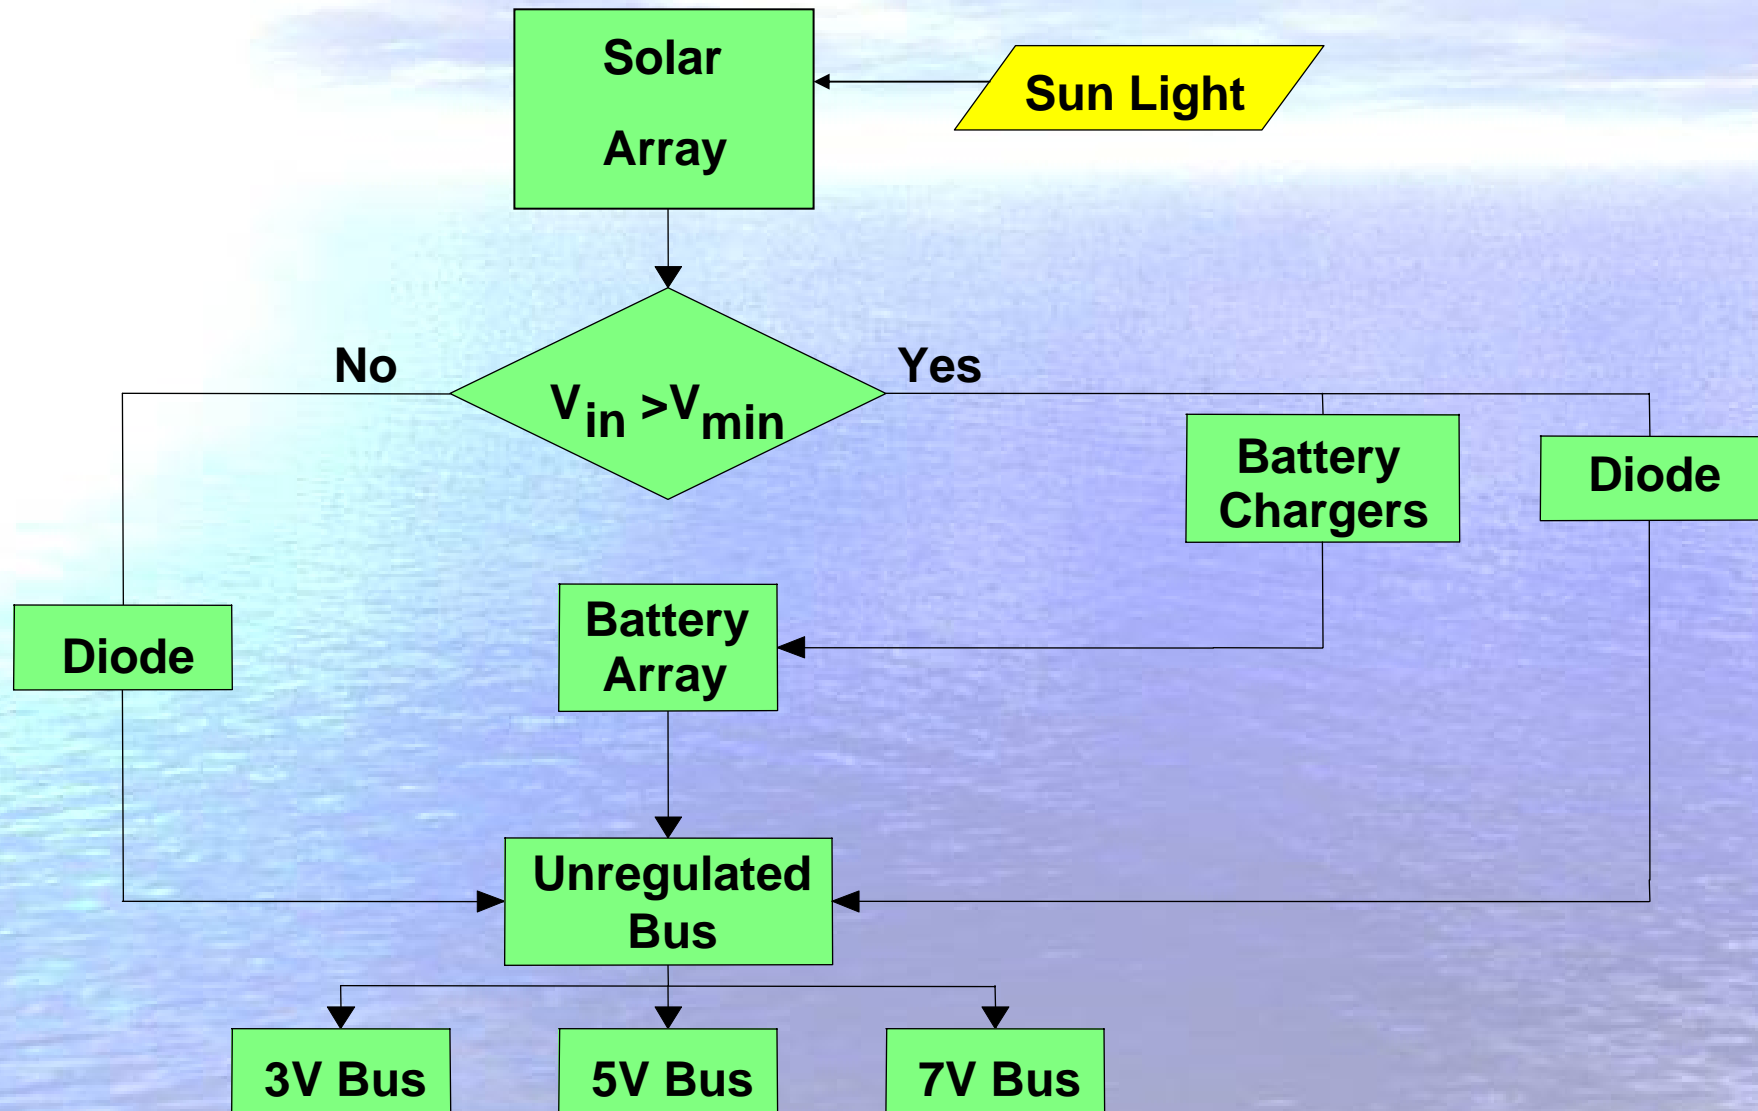 Solar
Array
Sun Light
No
Yes
Vin >Vmin
Battery
Chargers
Diode
Diode
Battery
Array
Unregulated
Bus
3V Bus
5V Bus
7V Bus